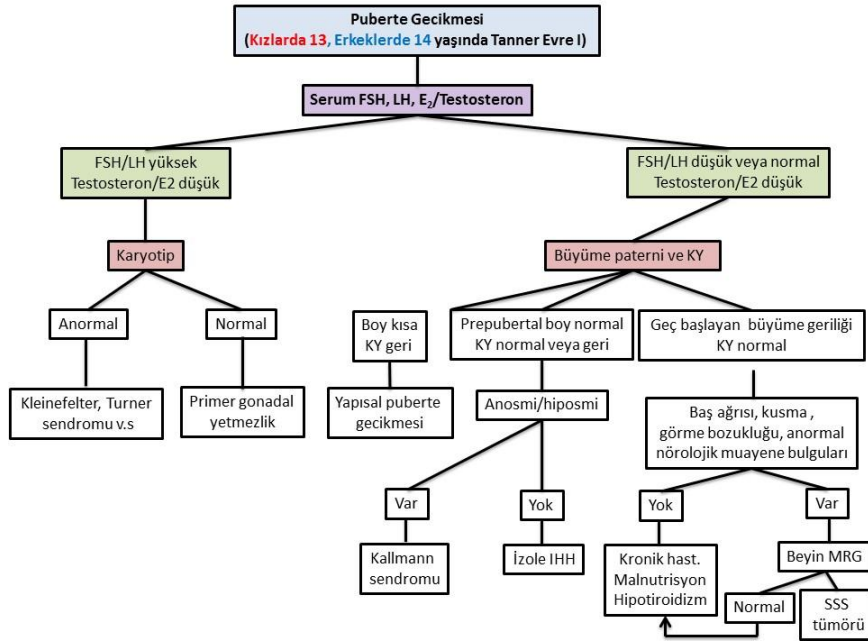 Puberte Gecikmesi
(Kızlarda 13, Erkeklerde 14 yaşında Tanner Evre I)
Serum FSH, LH, E₂/Testosteron
FSH/LH yüksek
Testosteron/E2 düşük
FSH/LH düşük veya normal
Testosteron/E2 düşük
Karyotip
Büyüme paterni ve KY
Anormal
Normal
Boy kısa
KY geri
Prepubertal boy normal
KY normal veya geri
Geç başlayan büyüme geriliği
KY normal
Kleinefelter, Turner
sendromu v.s
Primer gonadal
yetmezlik
Yapısal puberte
gecikmesi
Anosmi/hiposmi
Baş ağrısı, kusma ,
görme bozukluğu, anormal
nörolojik muayene bulguları
Var
Yok
Yok
Var
Kallmann
sendromu
İzole IHH
Kronik hast.
Malnutrisyon
Hipotiroidizm
Beyin MRG
Normal
SSS
tümörü